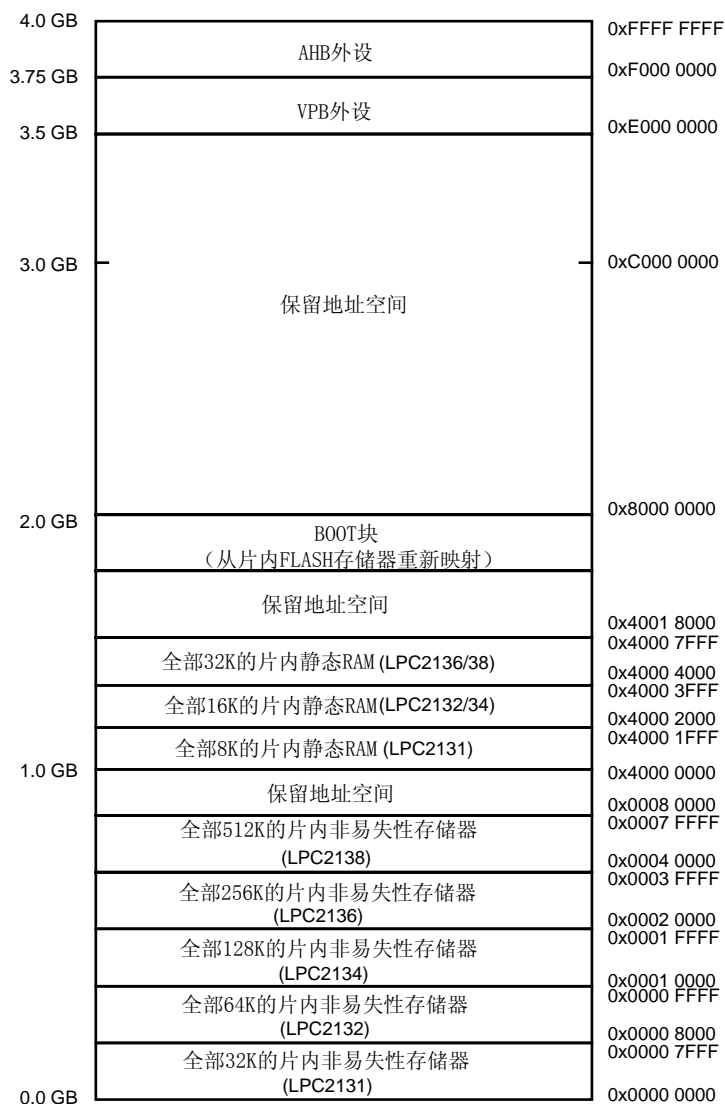 4.0 GB
0xFFFF FFFF
AHB外设
3.75 GB
0xF000 0000
VPB外设
3.5 GB
0xE000 0000
3.0 GB
0xC000 0000
保留地址空间
2.0 GB
0x8000 0000
BOOT块
（从片内FLASH存储器重新映射）
保留地址空间
0x4001 8000
0x4000 7FFF
全部32K的片内静态RAM (LPC2136/38)
0x4000 4000
0x4000 3FFF
全部16K的片内静态RAM(LPC2132/34)
0x4000 2000
0x4000 1FFF
全部8K的片内静态RAM (LPC2131)
1.0 GB
0x4000 0000
保留地址空间
0x0008 0000
0x0007 FFFF
全部512K的片内非易失性存储器
(LPC2138)
0x0004 0000
0x0003 FFFF
全部256K的片内非易失性存储器
(LPC2136)
0x0002 0000
0x0001 FFFF
全部128K的片内非易失性存储器
(LPC2134)
0x0001 0000
0x0000 FFFF
全部64K的片内非易失性存储器
(LPC2132)
0x0000 8000
0x0000 7FFF
全部32K的片内非易失性存储器
(LPC2131)
0.0 GB
0x0000 0000